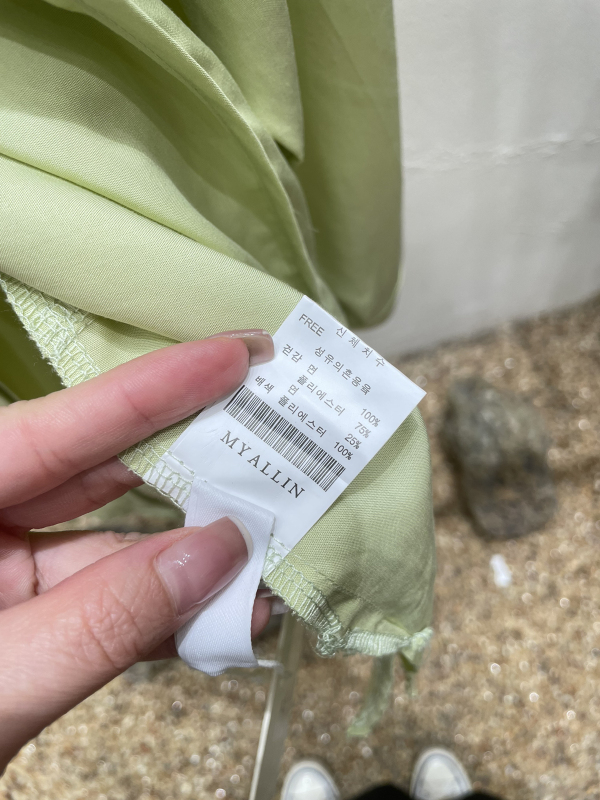 신체치수
FREE
섬유의혼용율
겉감 면 100%
폴리에스터 75%
면 25%
배색 폴리에스터 100%
MYALLIN